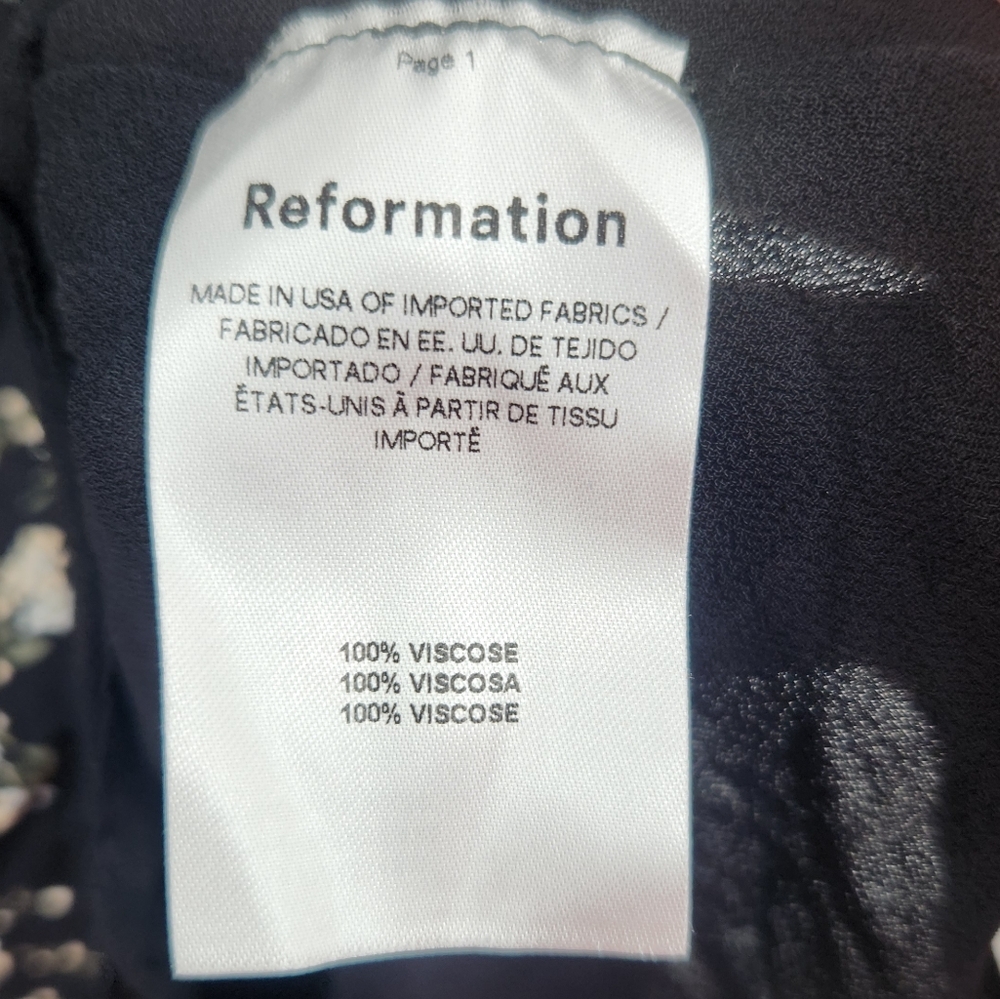 Page 1
Reformation
MADE IN USA OF IMPORTED FABRICS /
FABRICADO EN EE. UU. DE TEJIDO
IMPORTADO / FABRIQUÉ AUX
ÉTATS-UNIS À PARTIR DE TISSU
IMPORTÉ
100% VISCOSE
100% VISCOSA
100% VISCOSE